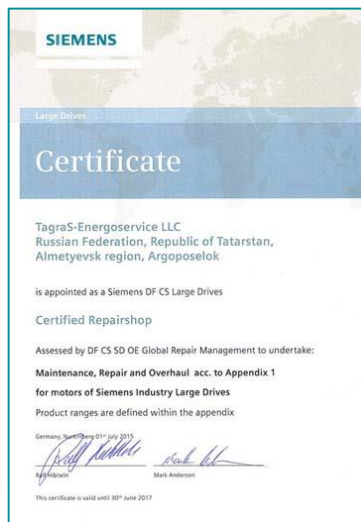 SIEMENS
Large Drives
Certificate
TagraS-Energoservice LLC
Russian Federation, Republic of Tatarstan,
Almetyevsk region, Argoposelok
is appointed as a Siemens DF CS Large Drives
Certified Repairshop
Assessed by DF CS SD OE Global Repair Management to undertake:
Maintenance, Repair and Overhaul acc. to Appendix 1
for motors of Siemens Industry Large Drives
Product ranges are defined within the appendix
Germany, Nuremberg 01st July 2015
Mark Anderson
This certificate is valid until 30th June 2017